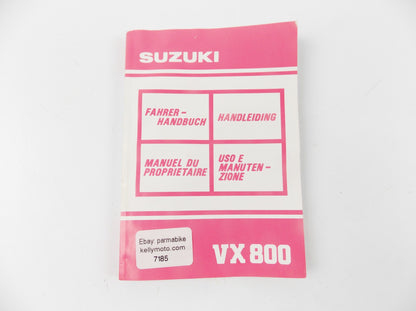 SUZUKI
FAHRER-
HANDBUCH
HANDLEIDING
MANUEL DU
PROPRIETAIRE
USO E
MANUTEN-
ZIONE
Ebay: parmabike
kellymoto.com
7185
VX 800